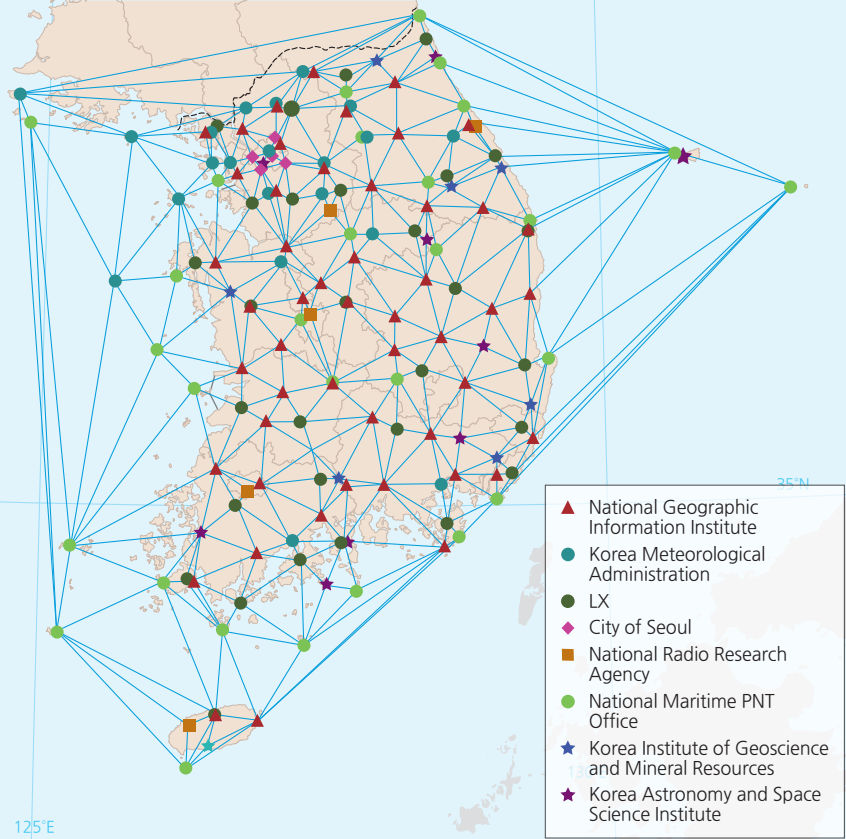 35°N
National Geographic
Information Institute
Korea Meteorological
Administration
LX
City of Seoul
National Radio Research
Agency
National Maritime PNT
Office
Korea Institute of Geoscience
and Mineral Resources
Korea Astronomy and Space
Science Institute
125°E